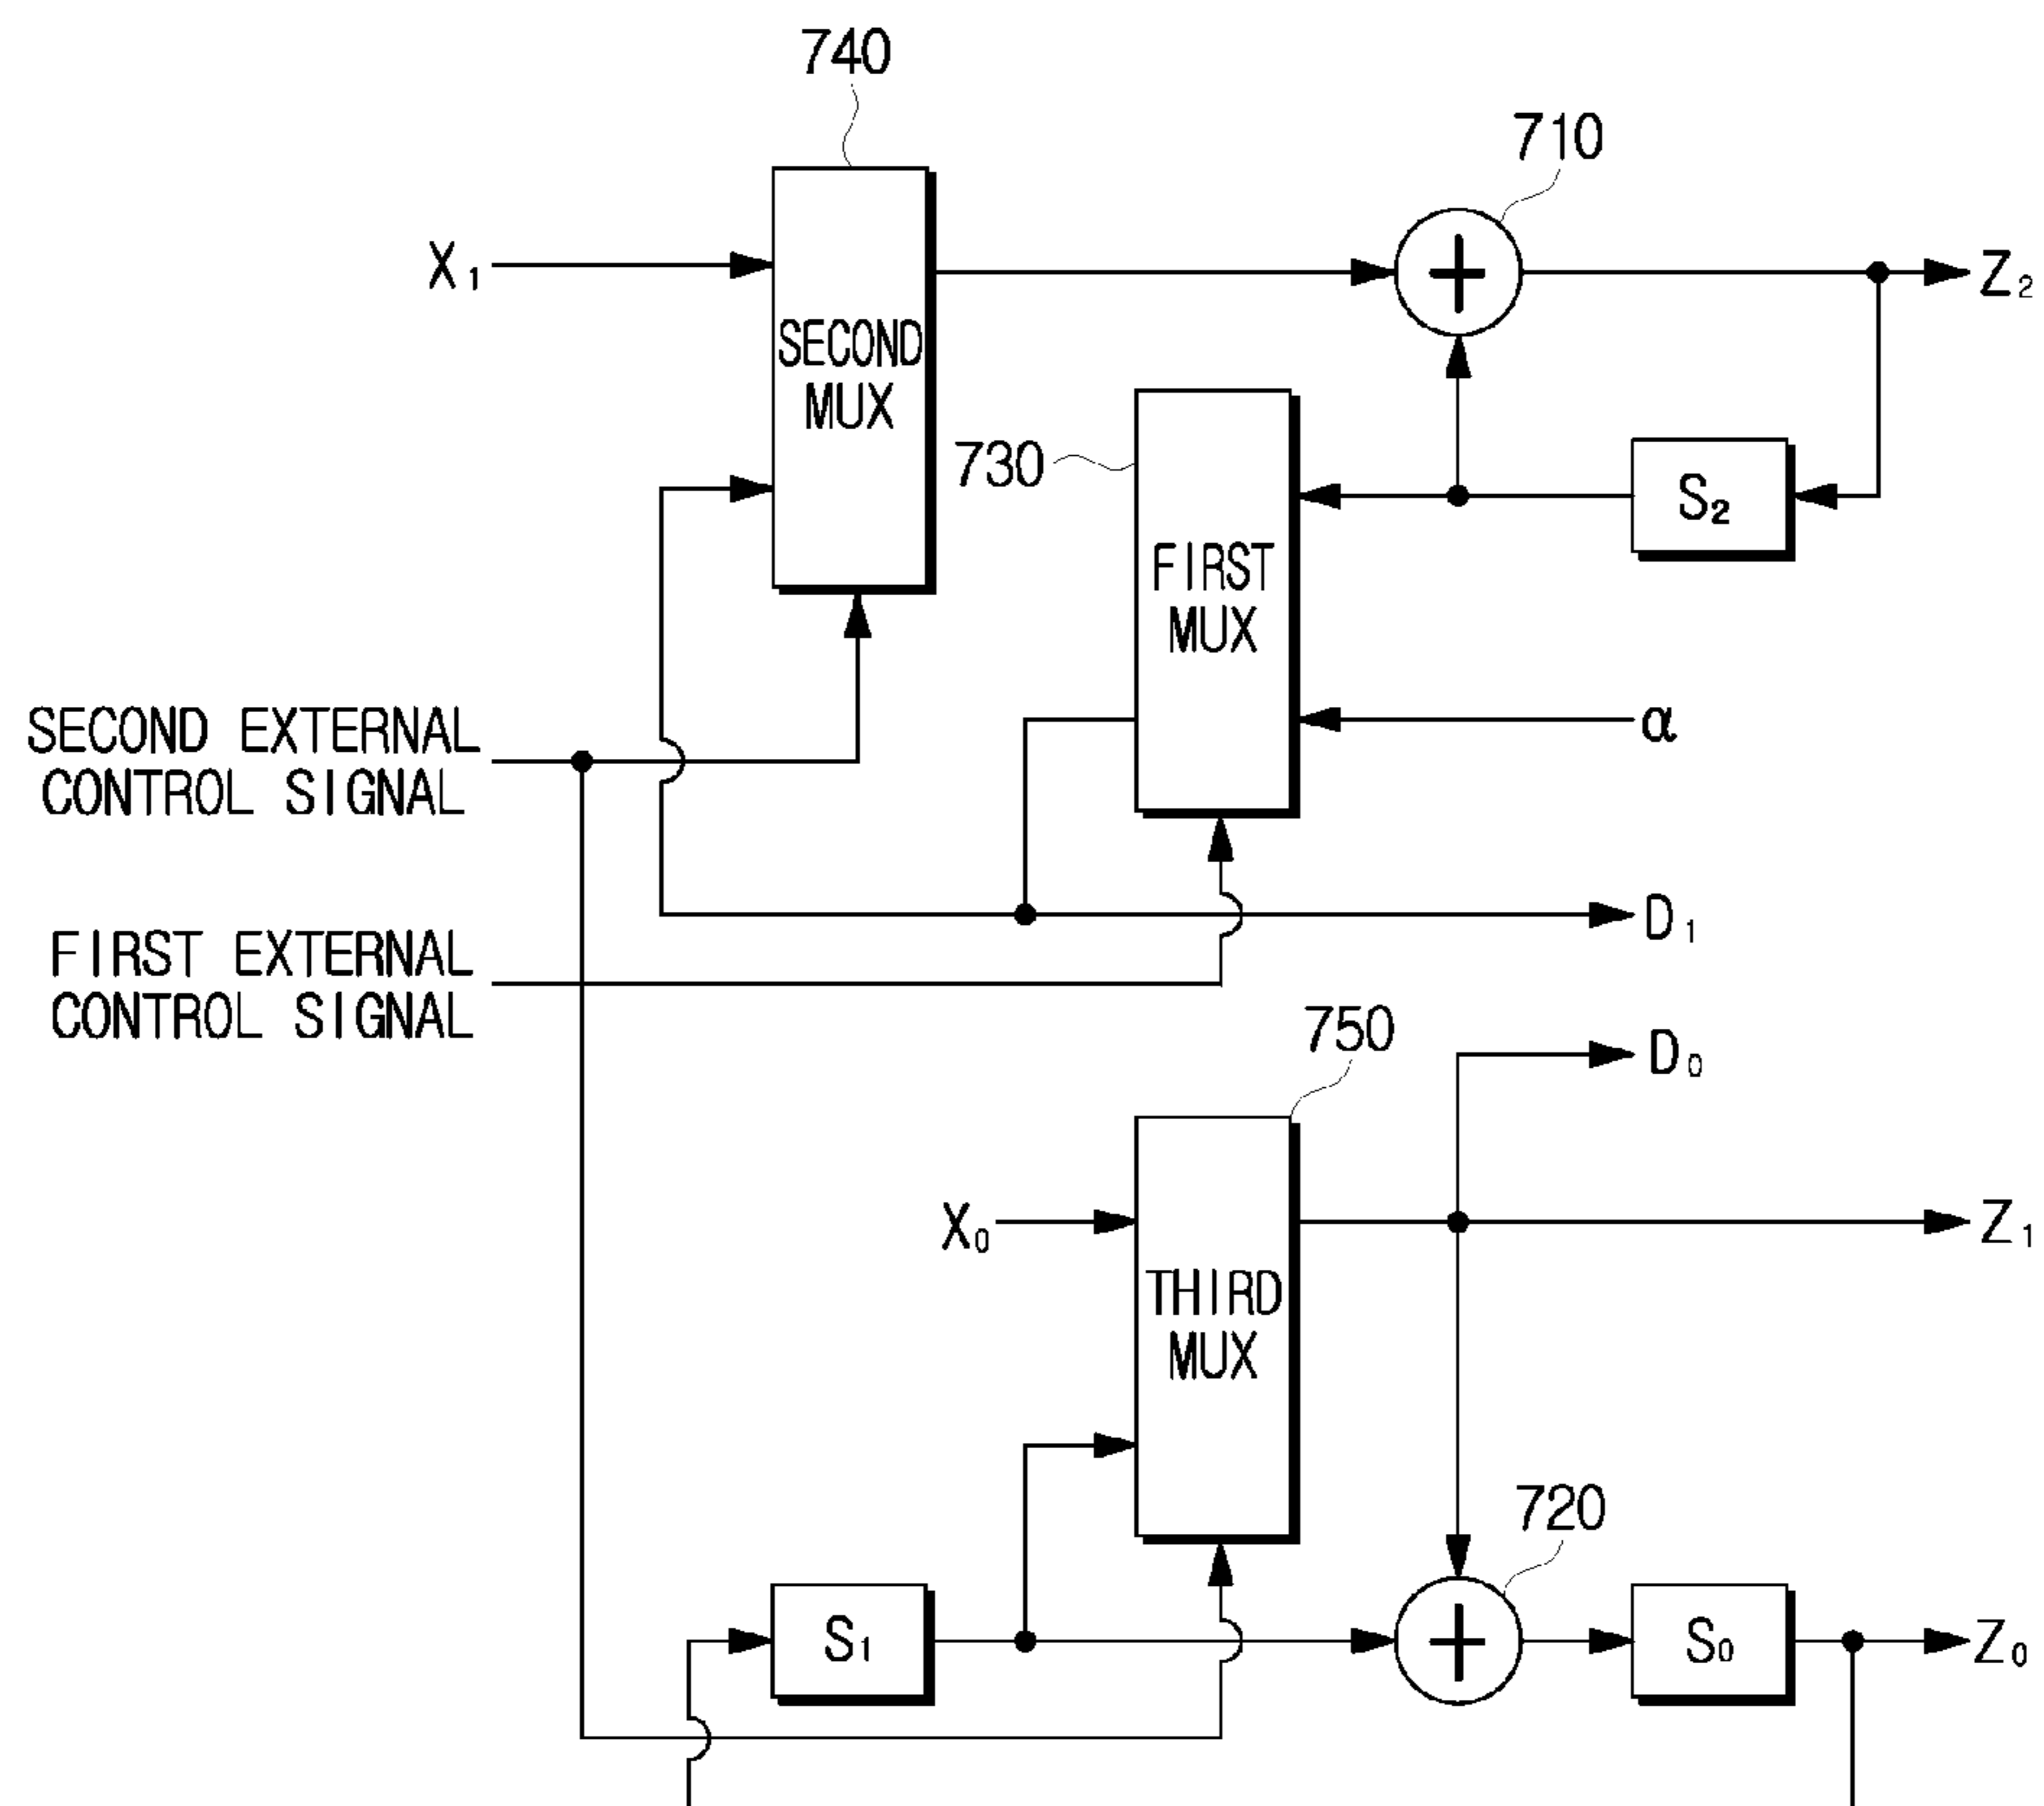 740
710
X₁
Z₂
SECOND
MUX
730
S₂
FIRST
MUX
α
SECOND EXTERNAL
CONTROL SIGNAL
D₁
FIRST EXTERNAL
CONTROL SIGNAL
750
D₀
X₀
Z₁
THIRD
MUX
720
S₁
S₀
Z₀